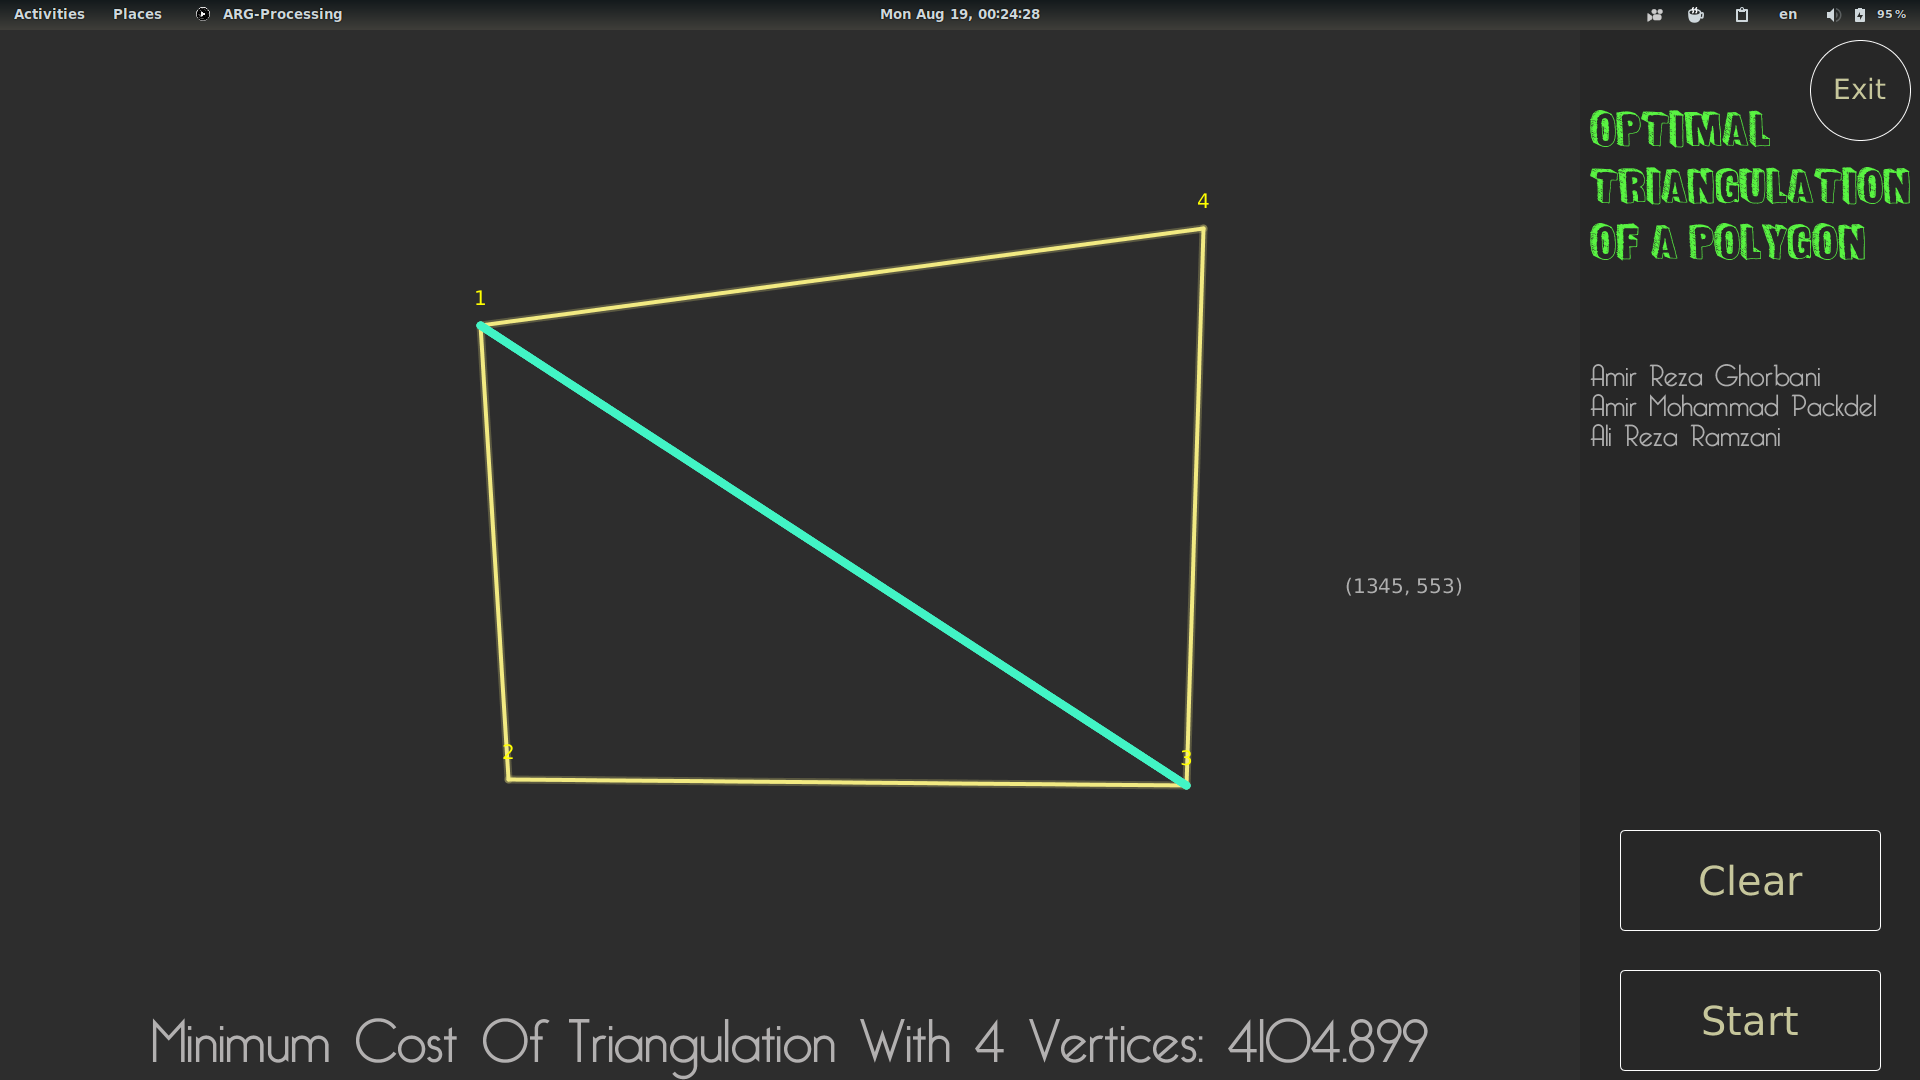 Activities Places ARG-Processing Mon Aug 19, 00:24:28 en 95%
Exit
OPTIMAL
TRIANGULATION
OF A POLYGON
4
1
Amir Reza Ghorbani
Amir Mohammad Packdel
Ali Reza Ramzani
(1345, 553)
2
3
Clear
Start
Minimum Cost Of Triangulation With 4 Vertices: 4104.899